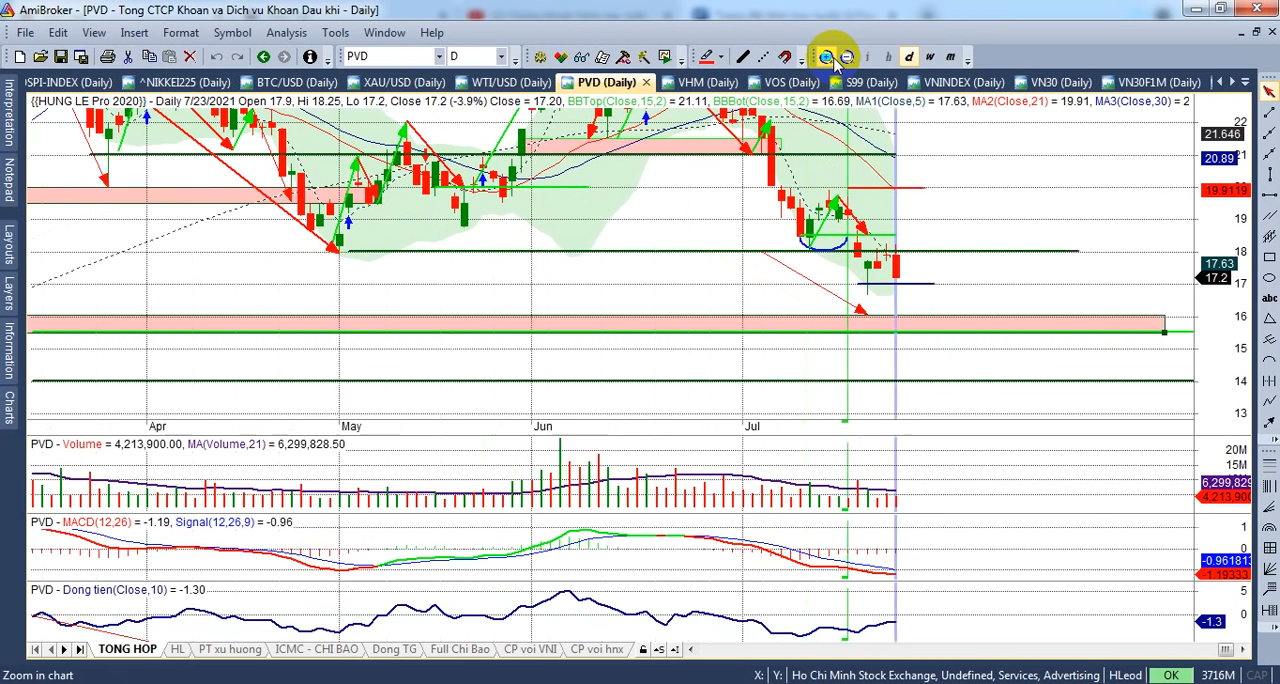 AmiBroker - [PVD - Tong CTCP Khoan va Dich vu Khoan Dau khi - Daily]
File Edit View Insert Format Symbol Analysis Tools Window Help
PVD D h d w m
SPI-INDEX (Daily) ^NIKKEI225 (Daily) BTC/USD (Daily) XAU/USD (Daily) WTI/USD (Daily) PVD (Daily) VHM (Daily) VOS (Daily) S99 (Daily) VNINDEX (Daily) VN30 (Daily) VN30F1M (Daily)
{{HUNG LE Pro 2020}} - Daily 7/23/2021 Open 17.9, Hi 18.25, Lo 17.2, Close 17.2 (-3.9%) Close = 17.20, BBTop(Close,15,2) = 21.11, BBBot(Close,15,2) = 16.69, MA1(Close,5) = 17.63, MA2(Close,21) = 19.91, MA3(Close,30) = 2
Interpretation
Notepad
Layouts
Layers
Information
Charts
22
21.646
21
20.89
19.9119
19
18
17.63
17.2
17
16
15
14
13
Apr May Jun Jul
PVD - Volume = 4,213,900.00, MA(Volume,21) = 6,299,828.50
20M
15M
6,299,829
4,213,900
PVD - MACD(12,26) = -1.19, Signal(12,26,9) = -0.96
1
0
-0.961813
-1.19333
PVD - Dong tien(Close,10) = -1.30
5
0
-1.3
TONG HOP HL PT xu huong ICMC - CHI BAO Dong TG Full Chi Bao CP voi VNI CP voi hnx
abc
Zoom in chart X: Y: Ho Chi Minh Stock Exchange, Undefined, Services, Advertising HLeod OK 3716M CAP